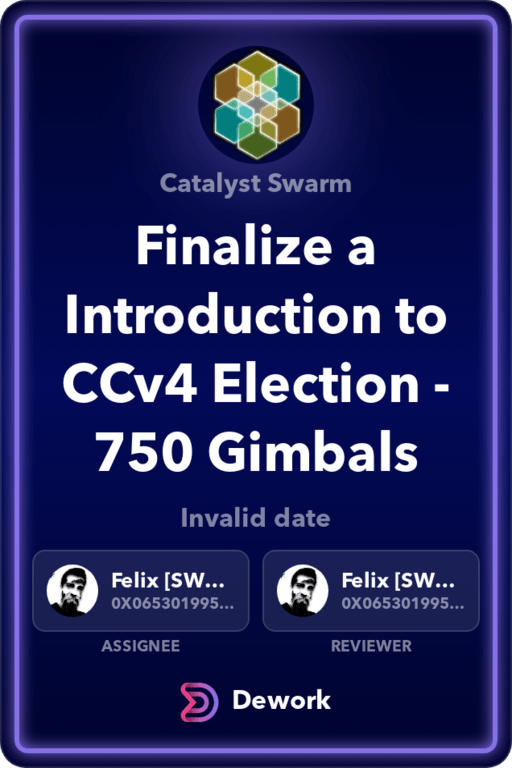 Catalyst Swarm
Finalize a
Introduction to
CCv4 Election -
750 Gimbals
Invalid date
Felix [SW...
0X065301995...
Felix [SW...
0X065301995...
ASSIGNEE
REVIEWER
Dework